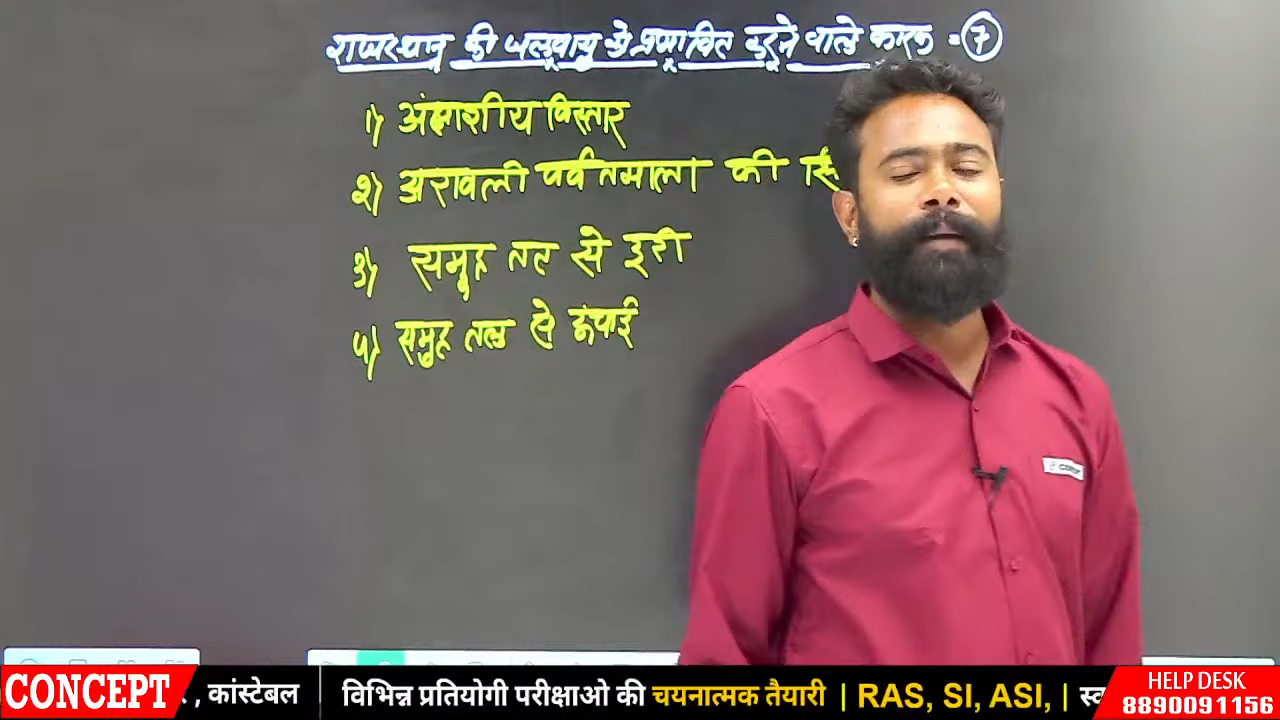 राजस्थान की जलवायु को प्रभावित करने वाले कारक = 7
1) अंक्षाशीय विस्तार
2) अरावली पर्वतमाला की
3) समुद्र तट से दूरी
4) समुद्र तल से ऊंचाई
CONCEPT
, कांस्टेबल
विभिन्न प्रतियोगी परीक्षाओ की चयनात्मक तैयारी | RAS, SI, ASI, |
HELP DESK
8890091156